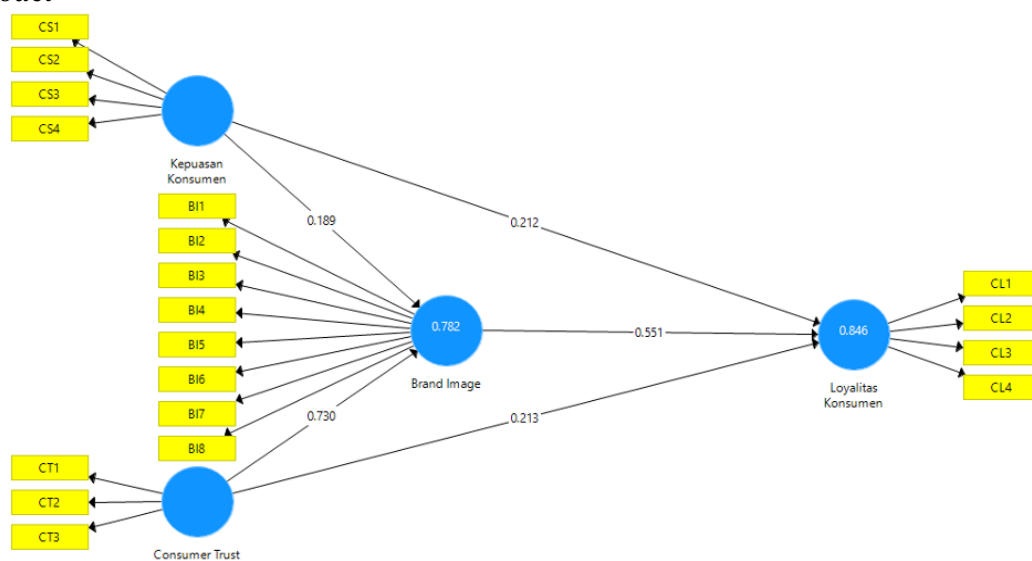 CS1
CS2
CS3
CS4
Kepuasan
Konsumen
BI1
BI2
BI3
BI4
BI5
BI6
BI7
BI8
0.189
0.212
0.782
Brand Image
0.551
0.846
Loyalitas
Konsumen
CL1
CL2
CL3
CL4
0.730
0.213
CT1
CT2
CT3
Consumer Trust